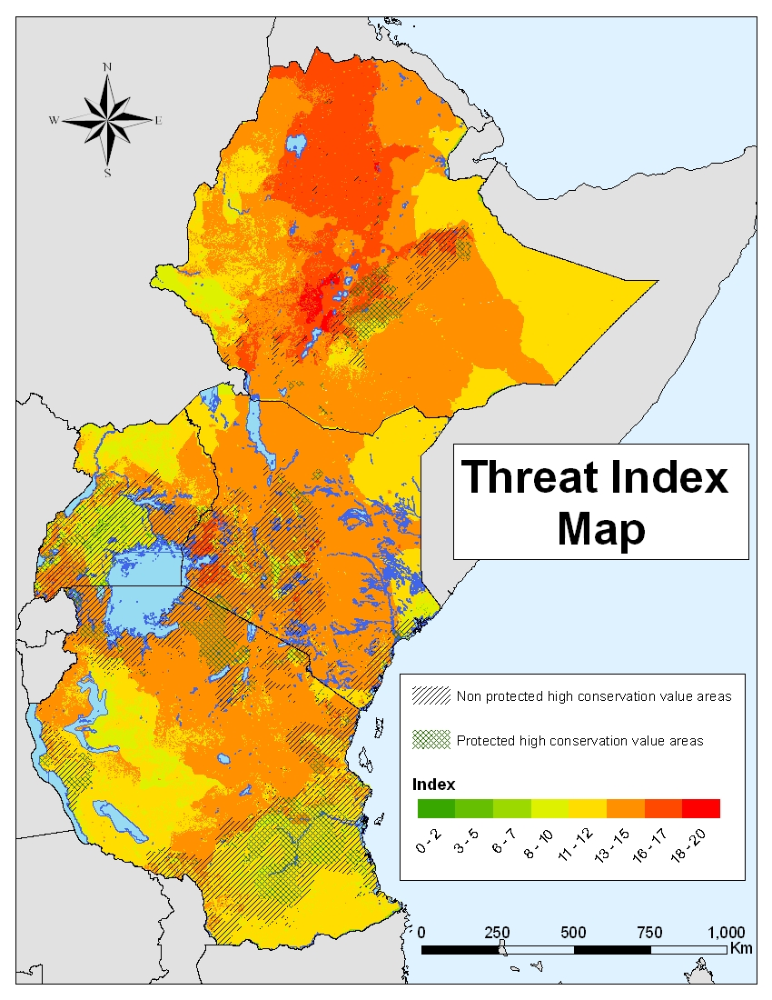 N
W E
S
Threat Index
Map
Non protected high conservation value areas
Protected high conservation value areas
Index
0 - 2
3 - 5
6 - 7
8 - 10
11 - 12
13 - 15
16 - 17
18 - 20
0 250 500 750 1,000
Km